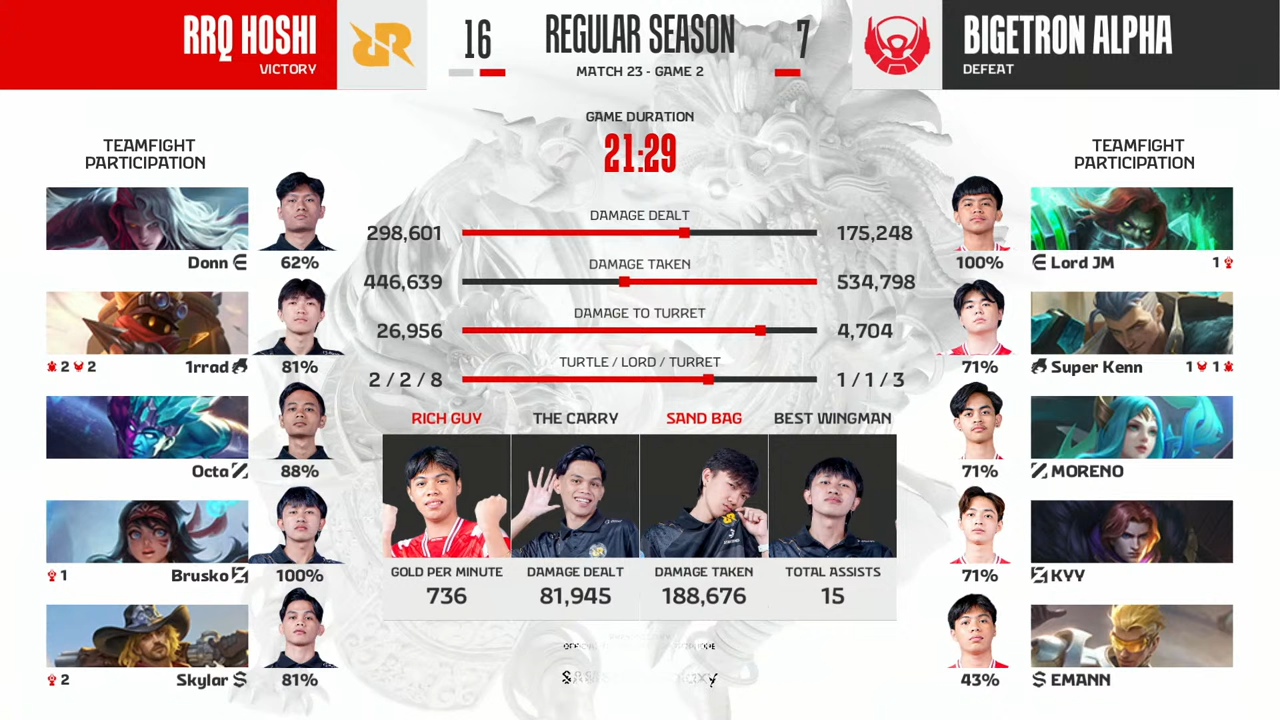 RRQ HOSHI
VICTORY
16
REGULAR SEASON
MATCH 23 - GAME 2
7
BIGETRON ALPHA
DEFEAT
GAME DURATION
21:29
TEAMFIGHT
PARTICIPATION
Donn
62%
2 2 1rrad
81%
Octa
88%
1 Brusko
100%
2 Skylar
81%
DAMAGE DEALT
298,601 175,248
DAMAGE TAKEN
446,639 534,798
DAMAGE TO TURRET
26,956 4,704
TURTLE / LORD / TURRET
2 / 2 / 8 1 / 1 / 3
RICH GUY THE CARRY SAND BAG BEST WINGMAN
GOLD PER MINUTE DAMAGE DEALT DAMAGE TAKEN TOTAL ASSISTS
736 81,945 188,676 15
TEAMFIGHT
PARTICIPATION
100%
Lord JM 1
71%
Super Kenn 1 1
71%
MORENO
71%
KYY
43%
EMANN